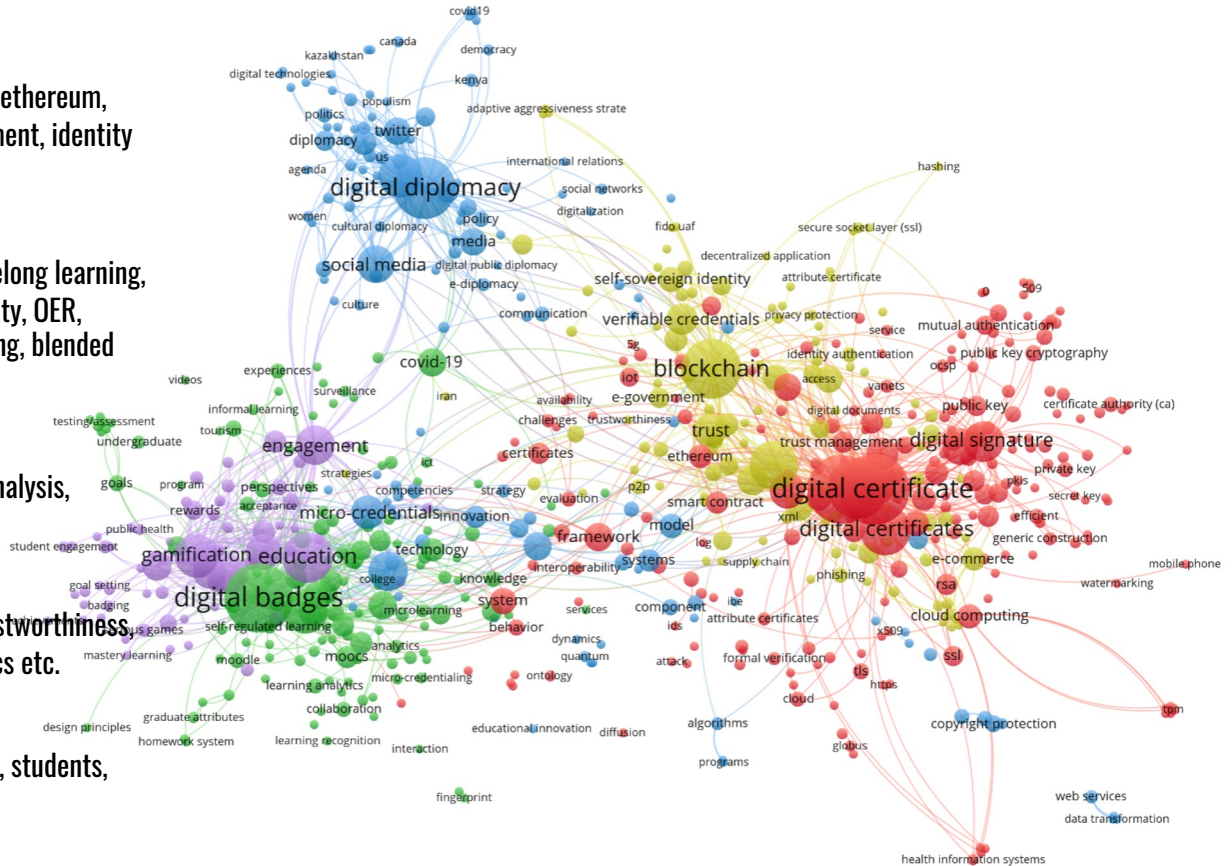 ethereum,
ment, identity
elong learning,
ty, OER,
ng, blended
nalysis,
stworthiness,
cs etc.
, students,
covid19
canada
democracy
kazakhstan
digital technologies
kenya
populism
adaptive aggressiveness strate
politics
twitter
diplomacy
us
international relations
agenda
hashing
digital diplomacy
social networks
women
digitalization
policy
cultural diplomacy
fido uaf
secure socket layer (ssl)
media
decentralized application
social media
digital public diplomacy
self-sovereign identity
attribute certificate
e-diplomacy
0
509
culture
communication
verifiable credentials
privacy protection
service
mutual authentication
5g
covid-19
identity authentication
public key cryptography
blockchain
ocsp
experiences
iot
access
vanets
videos
surveillance
iran
availability
e-government
informal learning
digital documents
public key
certificate authority (ca)
testing/assessment
challenges
trustworthiness
tourism
trust
undergraduate
engagement
trust management
digital signature
certificates
ethereum
ict
strategies
private key
goals
program
perspectives
competencies
strategy
p2p
digital certificate
pkis
acceptance
evaluation
smart contract
secret key
rewards
micro-credentials
innovation
xml
efficient
public health
model
digital certificates
framework
log
generic construction
student engagement
gamification
education
technology
interoperability
systems
supply chain
e-commerce
mobile phone
phishing
goal setting
college
knowledge
rsa
watermarking
digital badges
system
badging
microlearning
services
component
ibe
cloud computing
attribute certificates
self-regulated learning
behavior
ids
x509
dynamics
analytics
mastery learning
moodle
moocs
quantum
attack
formal verification
ssl
micro-credentialing
ontology
tls
https
learning analytics
cloud
collaboration
tpm
graduate attributes
design principles
educational innovation
diffusion
algorithms
copyright protection
homework system
learning recognition
interaction
globus
programs
fingerprint
web services
data transformation
health information systems